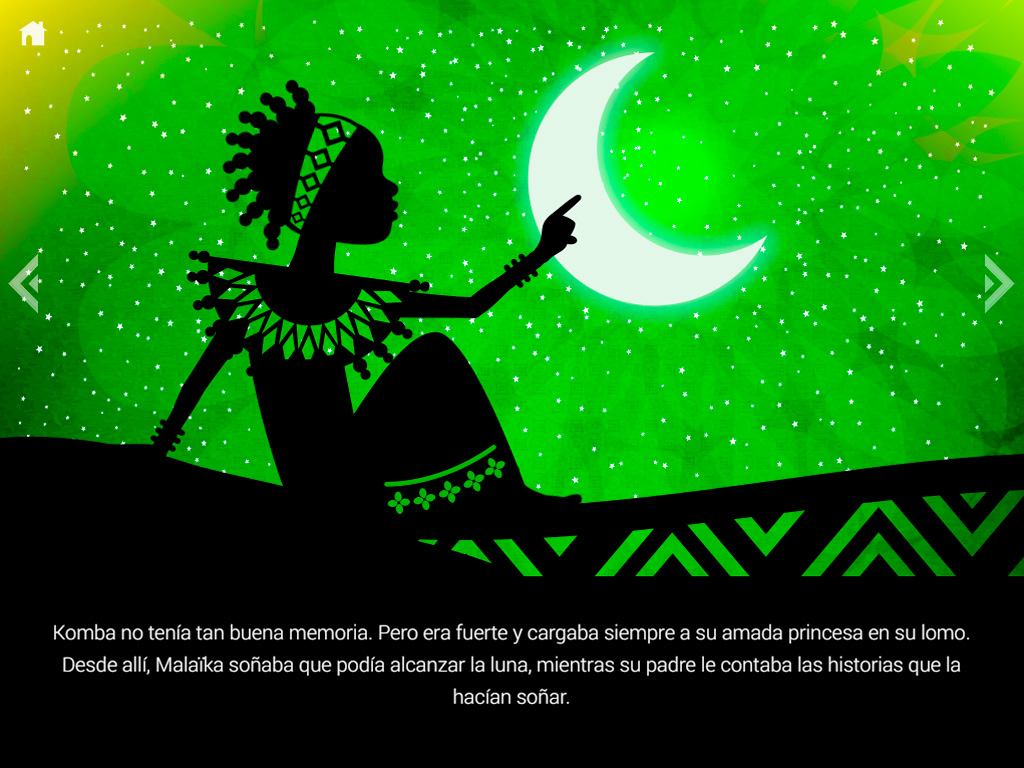 Komba no tenía tan buena memoria. Pero era fuerte y cargaba siempre a su amada princesa en su lomo.
Desde allí, Malaïka soñaba que podía alcanzar la luna, mientras su padre le contaba las historias que la
hacían soñar.